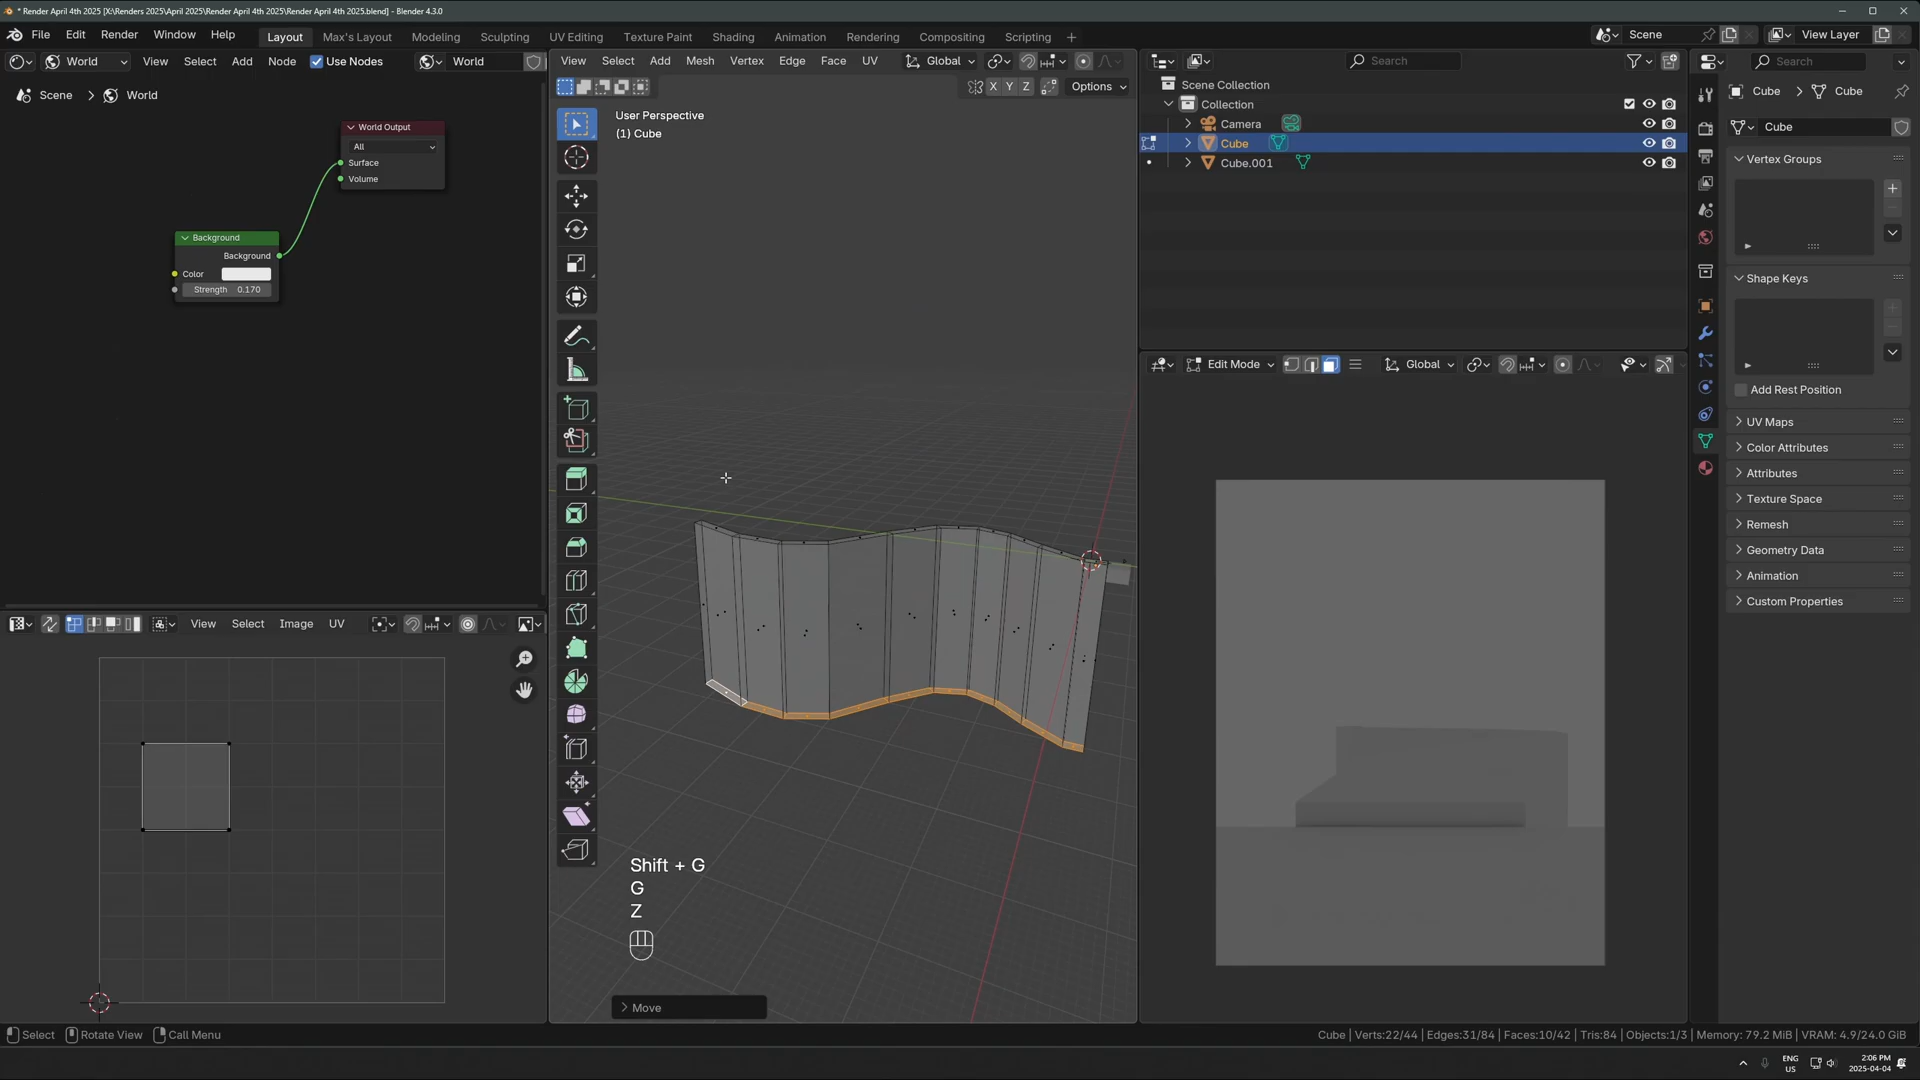 * Render April 4th 2025 [X:\Renders 2025\April 2025\Render April 4th 2025\Render April 4th 2025.blend] - Blender 4.3.0
File Edit Render Window Help
Layout Max's Layout Modeling Sculpting UV Editing Texture Paint Shading Animation Rendering Compositing Scripting
Scene View Layer
World View Select Add Node Use Nodes World
View Select Add Mesh Vertex Edge Face UV Global
Search
Search
Scene > World
X Y Z Options
User Perspective
(1) Cube
Scene Collection
Collection
Camera
Cube
Cube.001
Cube > Cube
Cube
Vertex Groups
Shape Keys
Add Rest Position
UV Maps
Color Attributes
Attributes
Texture Space
Remesh
Geometry Data
Animation
Custom Properties
World Output
All
Surface
Volume
Background
Background
Color
Strength 0.170
Edit Mode Global
View Select Image UV
Shift + G
G
Z
Move
Select Rotate View Call Menu
Cube | Verts:22/44 | Edges:31/84 | Faces:10/42 | Tris:84 | Objects:1/3 | Memory: 79.2 MiB | VRAM: 4.9/24.0 GiB
ENG
US
2:06 PM
2025-04-04